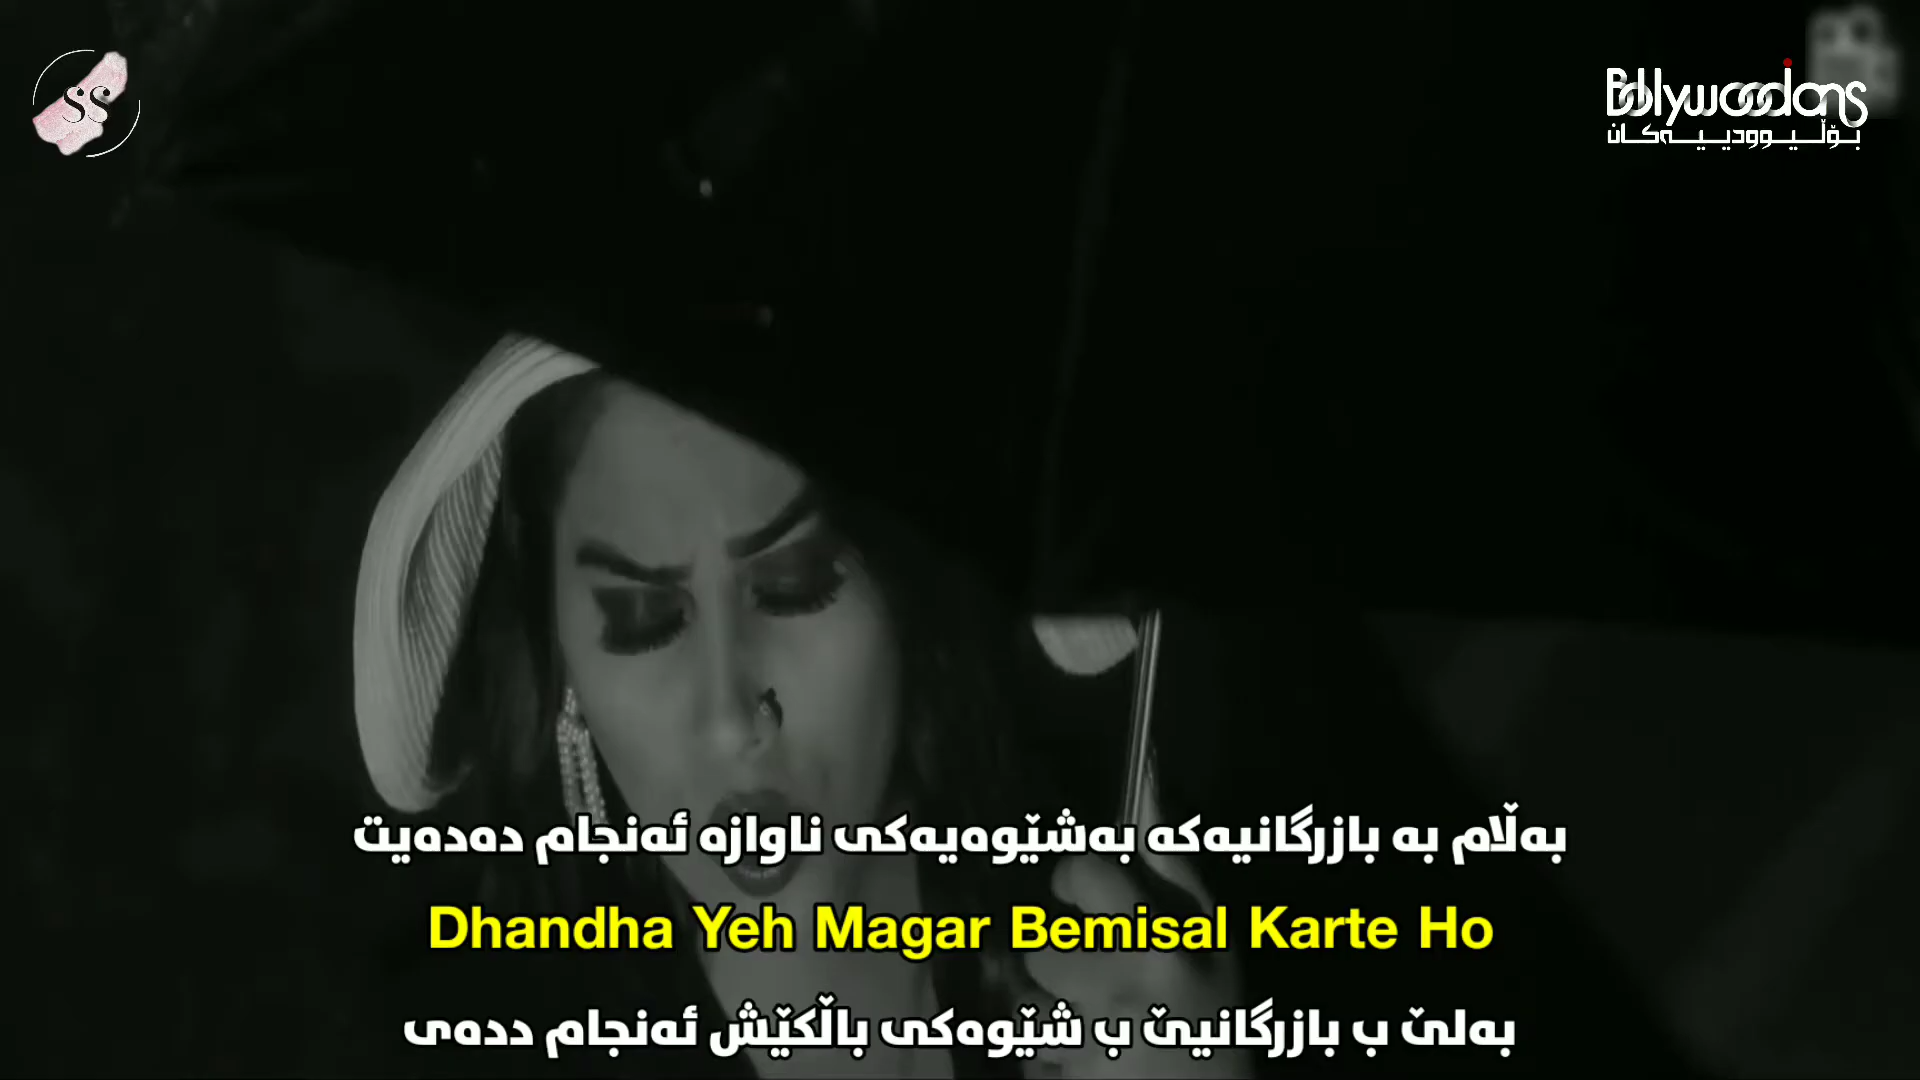 SS
Bollywoodians
بۆڵیوودییەکان
بەڵام بە بازرگانیەکە بەشێوەیەکی ناوازە ئەنجام دەدەیت
Dhandha Yeh Magar Bemisal Karte Ho
بەلێ ب بازرگانیێ ب شێوەکی باڵکێش ئەنجام ددەی